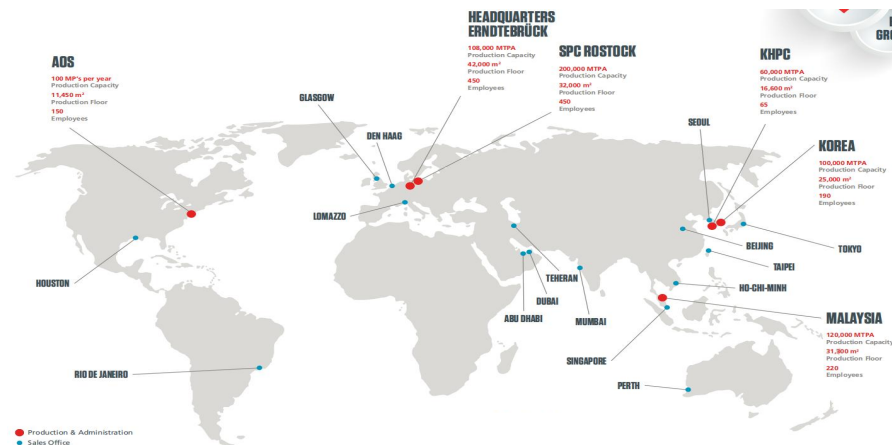 HEADQUARTERS
ERNDTEBRÜCK
108,000 MTPA
Production Capacity
42,000 m²
Production Floor
450
Employees
SPC ROSTOCK
200,000 MTPA
Production Capacity
32,000 m²
Production Floor
450
Employees
KHPC
60,000 MTPA
Production Capacity
16,600 m²
Production Floor
65
Employees
AOS
100 MP's per year
Production Capacity
11,450 m²
Production Floor
150
Employees
GLASGOW
DEN HAAG
SEOUL
KOREA
100,000 MTPA
Production Capacity
25,000 m²
Production Floor
190
Employees
LOMAZZO
BEIJING
TOKYO
TAIPEI
TEHERAN
HOUSTON
HO-CHI-MINH
DUBAI
ABU DHABI
MUMBAI
MALAYSIA
120,000 MTPA
Production Capacity
31,800 m²
Production Floor
220
Employees
SINGAPORE
RIO DE JANEIRO
PERTH
Production & Administration
Sales Office